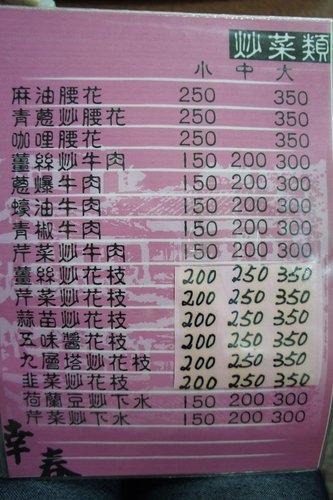 炒菜類
小 中 大
麻油腰花 250 350
青蔥炒腰花 250 350
咖哩腰花 250 350
薑絲炒牛肉 150 200 300
蔥爆牛肉 150 200 300
蠔油牛肉 150 200 300
青椒牛肉 150 200 300
芹菜炒牛肉 150 200 300
薑絲炒花枝 200 250 350
芹菜炒花枝 200 250 350
蒜苗炒花枝 200 250 350
五味醬花枝 200 250 350
九層塔炒花枝 200 250 350
韭菜炒花枝 200 250 350
荷蘭豆炒下水 150 200 300
芹菜炒下水 150 200 300
幸春